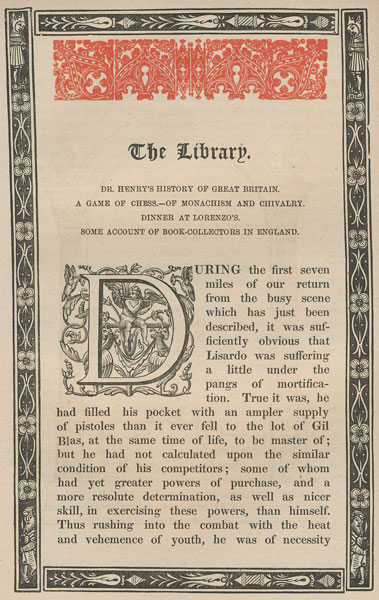 The Library.
DR. HENRY'S HISTORY OF GREAT BRITAIN.
A GAME OF CHESS.—OF MONACHISM AND CHIVALRY.
DINNER AT LORENZO'S.
SOME ACCOUNT OF BOOK-COLLECTORS IN ENGLAND.
DURING the first seven
miles of our return
from the busy scene
which has just been
described, it was suf-
ficiently obvious that
Lisardo was suffering
a little under the
pangs of mortifica-
tion. True it was, he
had filled his pocket with an ampler supply
of pistoles than it ever fell to the lot of Gil
Blas, at the same time of life, to be master of;
but he had not calculated upon the similar
condition of his competitors; some of whom
had yet greater powers of purchase, and a
more resolute determination, as well as nicer
skill, in exercising these powers, than himself.
Thus rushing into the combat with the heat
and vehemence of youth, he was of necessity